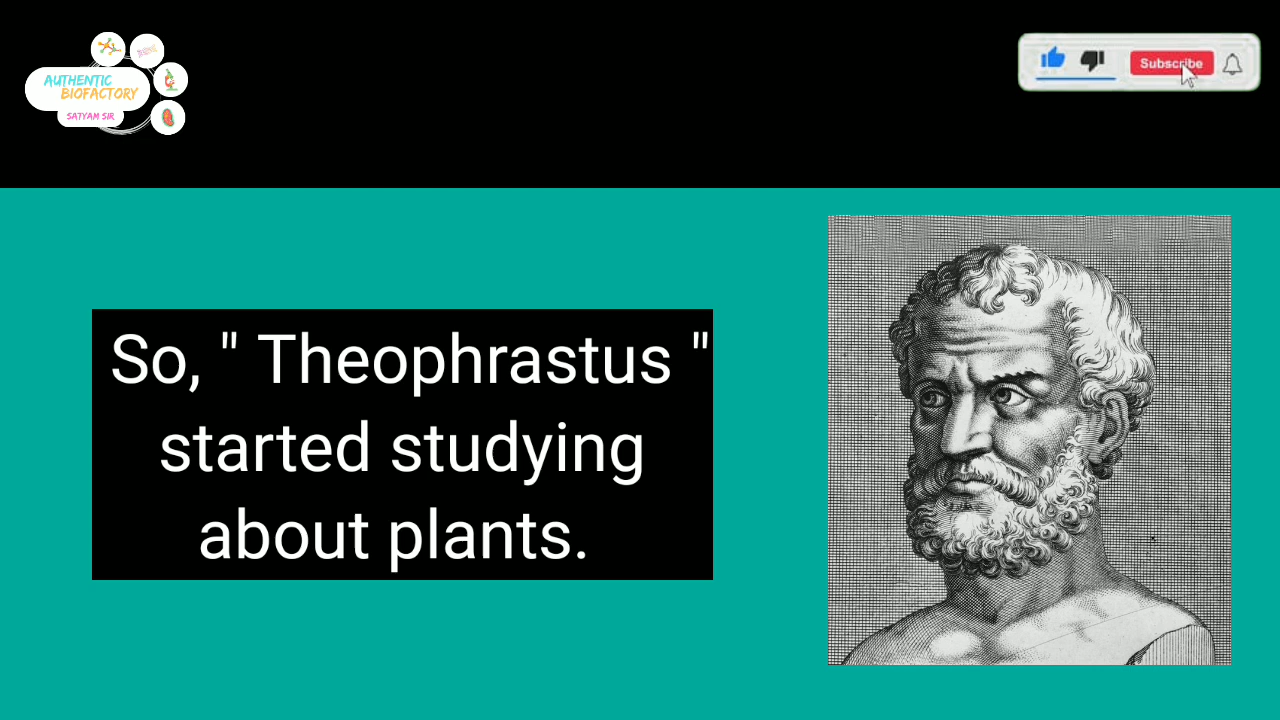 AUTHENTIC
BIOFACTORY
SATYAM SIR
Subscribe
So, " Theophrastus "
started studying
about plants.